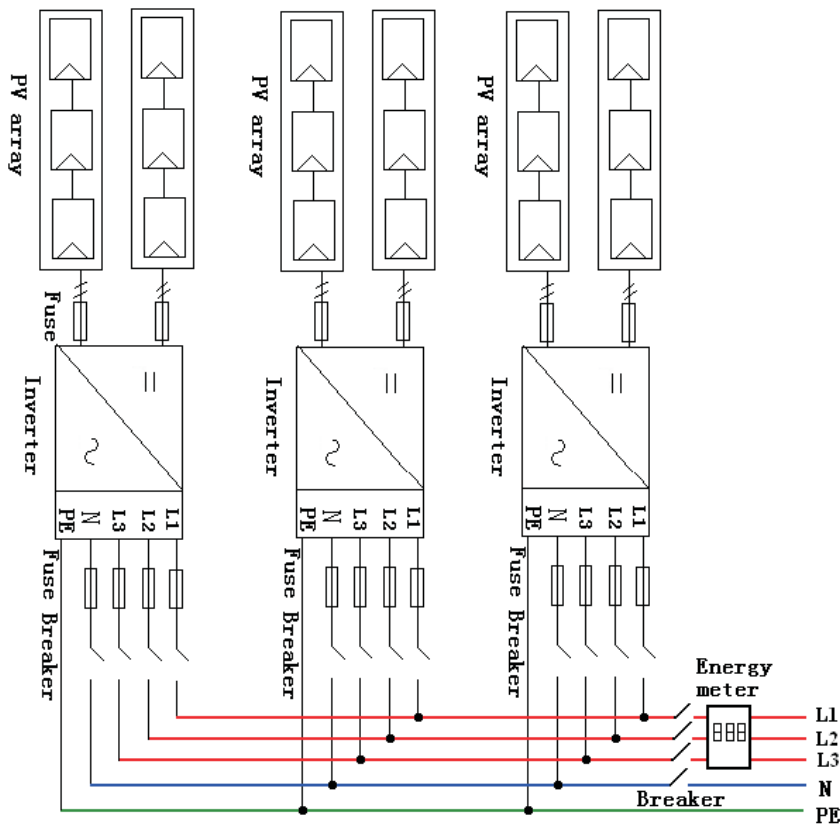 PV array
PV array
PV array
Fuse
Inverter
Inverter
Inverter
PE N L3 L2 L1
PE N L3 L2 L1
PE N L3 L2 L1
Fuse Breaker
Fuse Breaker
Fuse Breaker
Energy
meter
L1
L2
L3
N
Breaker
PE